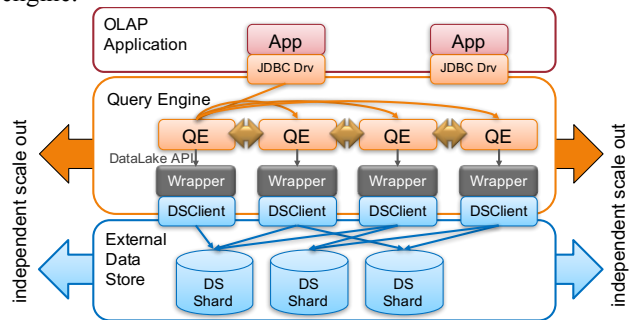 engine.
OLAP
Application
App
App
JDBC Drv
JDBC Drv
Query Engine
QE
QE
QE
QE
DataLake API
Wrapper
Wrapper
Wrapper
Wrapper
DSClient
DSClient
DSClient
DSClient
External
Data
Store
DS
Shard
DS
Shard
DS
Shard
independent scale out
independent scale out